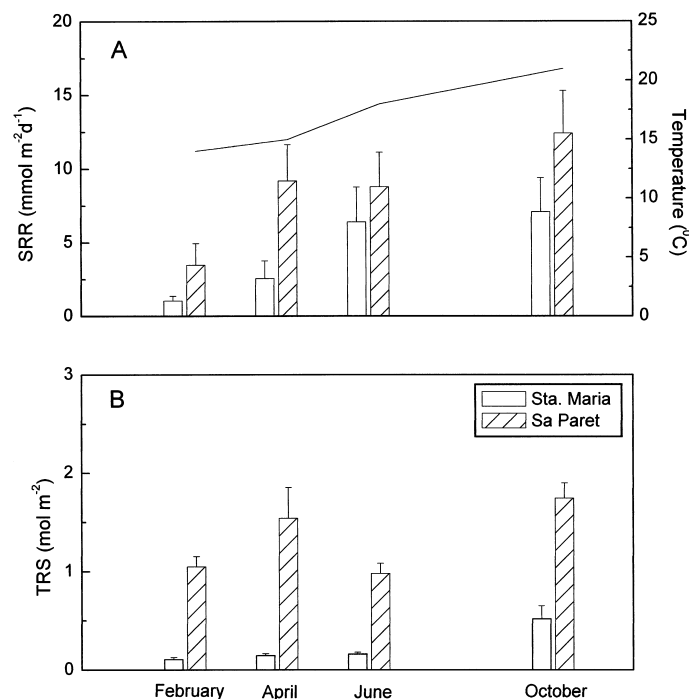 A
SRR (mmol m⁻²d⁻¹)
20
15
10
5
0
25
20
15
10
5
0
Temperature (⁰C)
B
TRS (mol m⁻²)
3
2
1
0
Sta. Maria
Sa Paret
February April June October